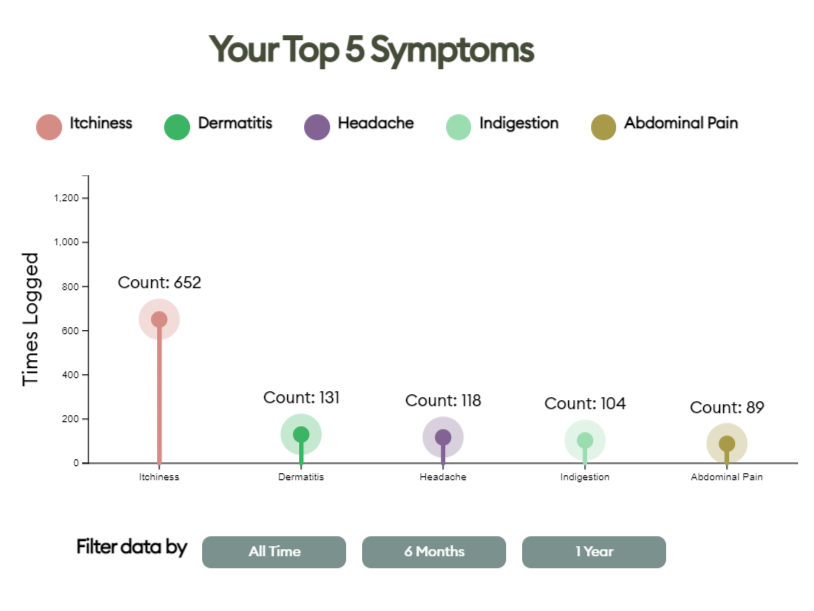 Your Top 5 Symptoms
Itchiness Dermatitis Headache Indigestion Abdominal Pain
Times Logged
1,200
1,000
800
600
400
200
0
Count: 652
Count: 131
Count: 118
Count: 104
Count: 89
Itchiness Dermatitis Headache Indigestion Abdominal Pain
Filter data by All Time 6 Months 1 Year